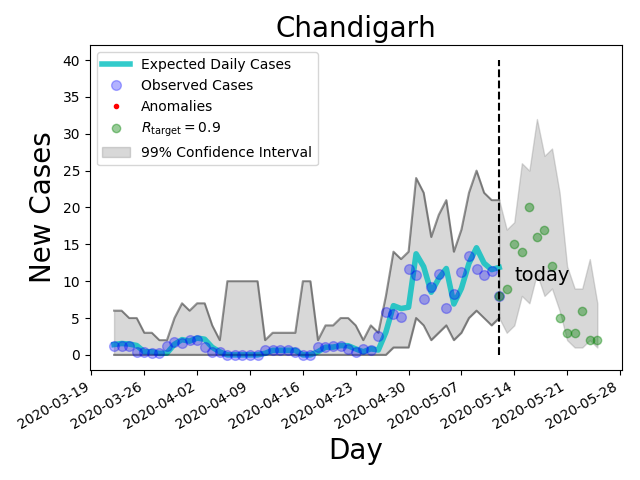 Chandigarh
Expected Daily Cases
Observed Cases
Anomalies
R_target = 0.9
99% Confidence Interval
New Cases
40
35
30
25
20
15
10
5
0
today
2020-03-19
2020-03-26
2020-04-02
2020-04-09
2020-04-16
2020-04-23
2020-04-30
2020-05-07
2020-05-14
2020-05-21
2020-05-28
Day